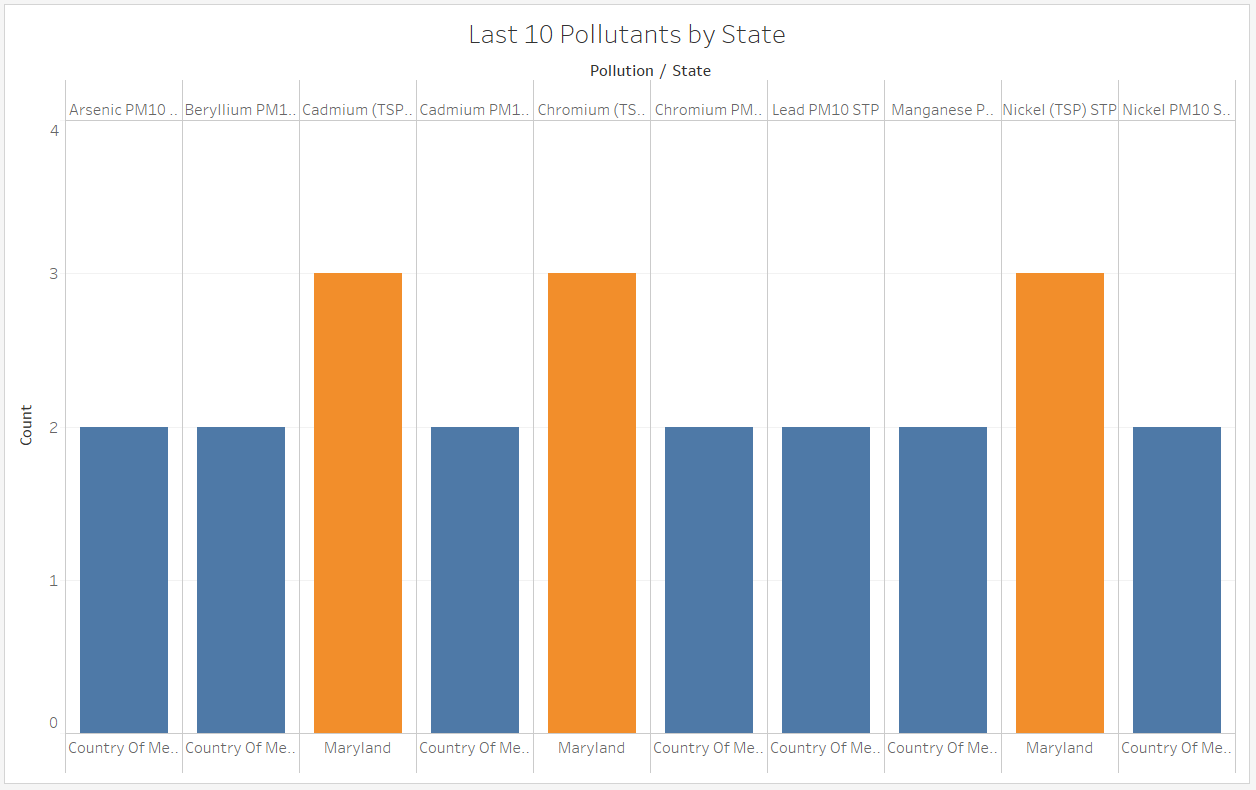 Last 10 Pollutants by State
Pollution / State
Arsenic PM10 .. Beryllium PM1.. Cadmium (TSP.. Cadmium PM1.. Chromium (TS.. Chromium PM.. Lead PM10 STP Manganese P.. Nickel (TSP) STP Nickel PM10 S..
4
3
2
1
0
Count
Country Of Me.. Country Of Me.. Maryland Country Of Me.. Maryland Country Of Me.. Country Of Me.. Country Of Me.. Maryland Country Of Me..